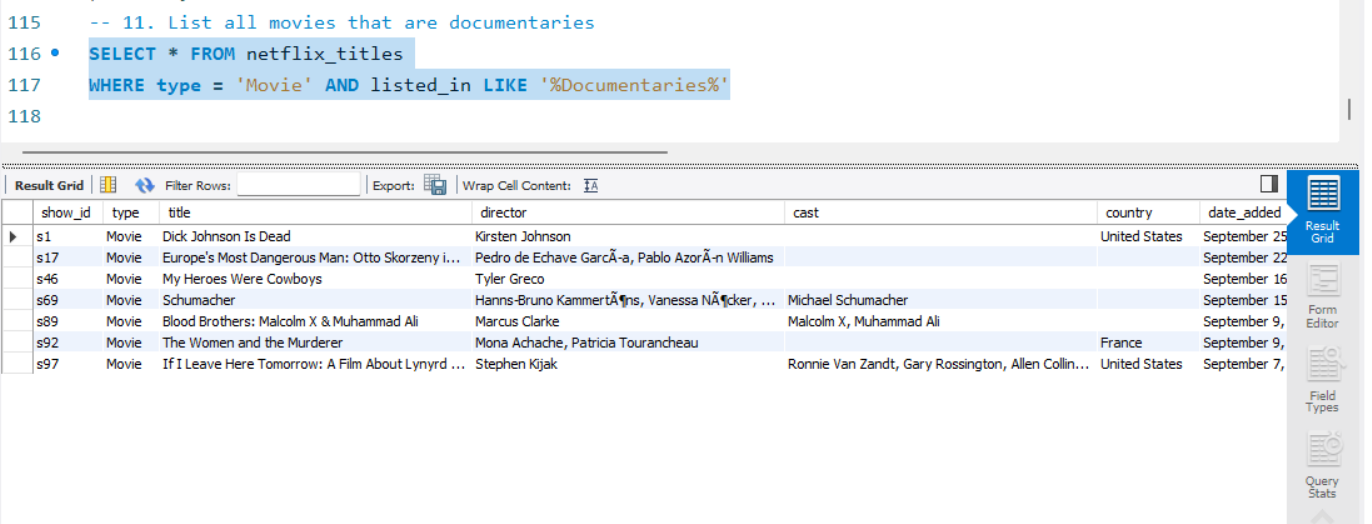 115 -- 11. List all movies that are documentaries
116 SELECT * FROM netflix_titles
117 WHERE type = 'Movie' AND listed_in LIKE '%Documentaries%'
118
Result Grid Filter Rows: Export: Wrap Cell Content: IA
show_id type title director cast country date_added
s1 Movie Dick Johnson Is Dead Kirsten Johnson United States September 25
s17 Movie Europe's Most Dangerous Man: Otto Skorzeny i... Pedro de Echave GarcÃ-a, Pablo AzorÃ-n Williams September 22
s46 Movie My Heroes Were Cowboys Tyler Greco September 16
s69 Movie Schumacher Hanns-Bruno KammertÃ¶ns, Vanessa NÃ¶cker, ... Michael Schumacher September 15
s89 Movie Blood Brothers: Malcolm X & Muhammad Ali Marcus Clarke Malcolm X, Muhammad Ali September 9,
s92 Movie The Women and the Murderer Mona Achache, Patricia Tourancheau France September 9,
s97 Movie If I Leave Here Tomorrow: A Film About Lynyrd ... Stephen Kijak Ronnie Van Zandt, Gary Rossington, Allen Collin... United States September 7,
Result
Grid
Form
Editor
Field
Types
Query
Stats